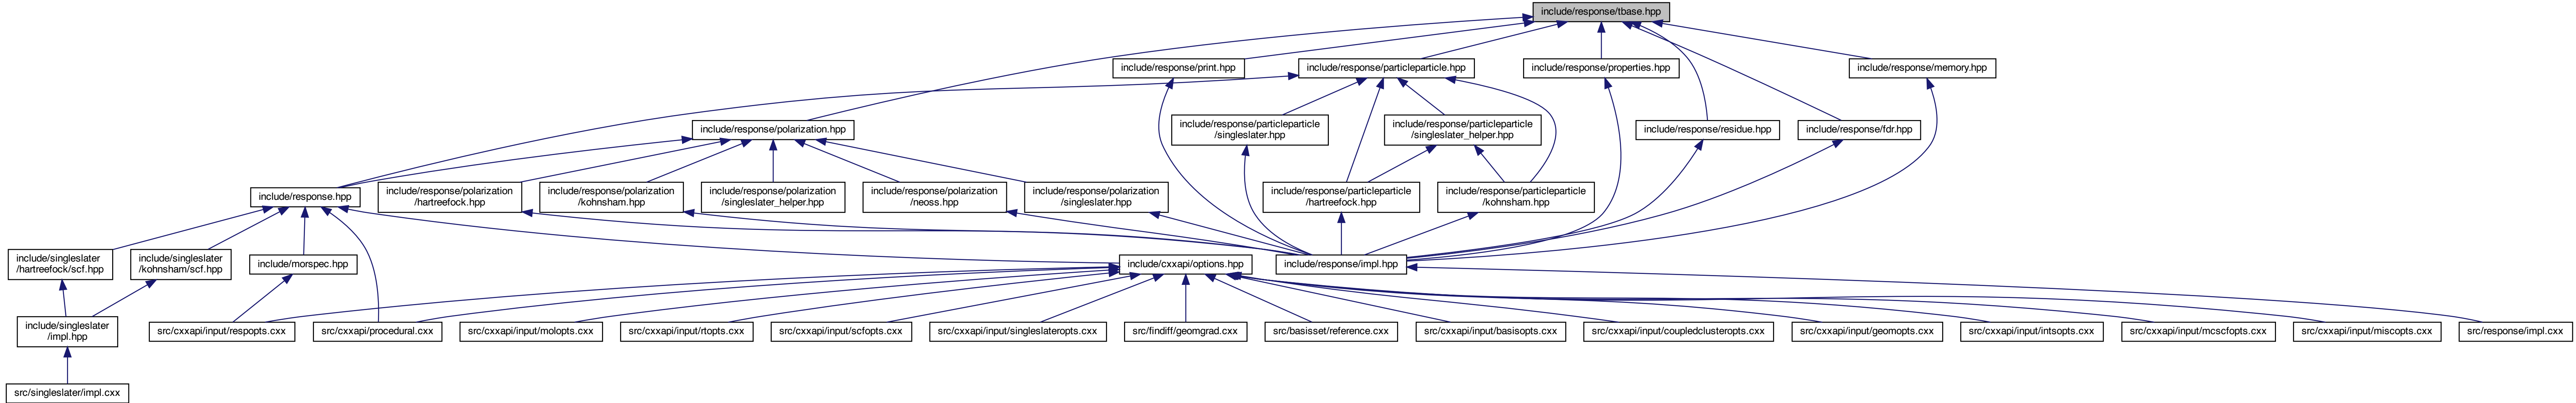 include/response/tbase.hpp
include/response/print.hpp
include/response/particleparticle.hpp
include/response/properties.hpp
include/response/memory.hpp
include/response/polarization.hpp
include/response/particleparticle
/singleslater.hpp
include/response/particleparticle
/singleslater_helper.hpp
include/response/residue.hpp
include/response/fdr.hpp
include/response.hpp
include/response/polarization
/hartreefock.hpp
include/response/polarization
/kohnsham.hpp
include/response/polarization
/singleslater_helper.hpp
include/response/polarization
/neoss.hpp
include/response/polarization
/singleslater.hpp
include/response/particleparticle
/hartreefock.hpp
include/response/particleparticle
/kohnsham.hpp
include/singleslater
/hartreefock/scf.hpp
include/singleslater
/kohnsham/scf.hpp
include/morspec.hpp
include/cxxapi/options.hpp
include/response/impl.hpp
include/singleslater
/impl.hpp
src/cxxapi/input/respopts.cxx
src/cxxapi/procedural.cxx
src/cxxapi/input/molopts.cxx
src/cxxapi/input/rtopts.cxx
src/cxxapi/input/scfopts.cxx
src/cxxapi/input/singleslateropts.cxx
src/findiff/geomgrad.cxx
src/basisset/reference.cxx
src/cxxapi/input/basisopts.cxx
src/cxxapi/input/coupledclusteropts.cxx
src/cxxapi/input/geomopts.cxx
src/cxxapi/input/intsopts.cxx
src/cxxapi/input/mcscfopts.cxx
src/cxxapi/input/miscopts.cxx
src/response/impl.cxx
src/singleslater/impl.cxx